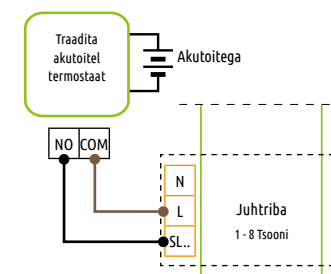 Traadita
akutoitel
termostaat
Akutoitega
NO
COM
N
L
SL..
Juhtriba
1 - 8 Tsooni